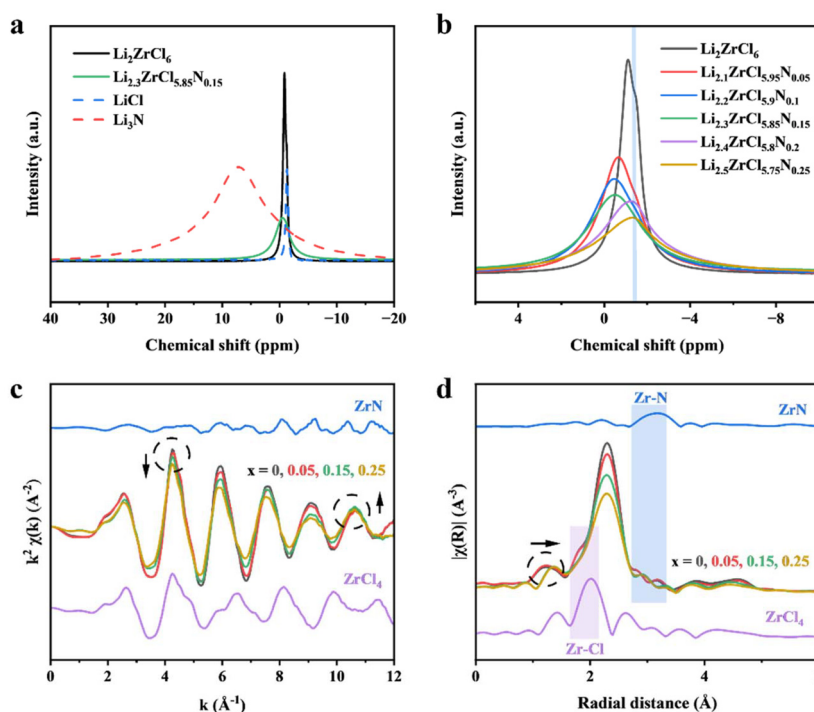 a
Intensity (a.u.)
Li₂ZrCl₆
Li₂.₃ZrCl₅.₈₅N₀.₁₅
LiCl
Li₃N
40 30 20 10 0 −10 −20
Chemical shift (ppm)
b
Intensity (a.u.)
Li₂ZrCl₆
Li₂.₁ZrCl₅.₉₅N₀.₀₅
Li₂.₂ZrCl₅.₉N₀.₁
Li₂.₃ZrCl₅.₈₅N₀.₁₅
Li₂.₄ZrCl₅.₈N₀.₂
Li₂.₅ZrCl₅.₇₅N₀.₂₅
4 0 −4 −8
Chemical shift (ppm)
c
k² χ(k) (A⁻²)
ZrN
x = 0, 0.05, 0.15, 0.25
ZrCl₄
0 2 4 6 8 10 12
k (Å⁻¹)
d
|χ(R)| (A⁻³)
Zr-N
ZrN
x = 0, 0.05, 0.15, 0.25
ZrCl₄
Zr-Cl
0 2 4
Radial distance (Å)